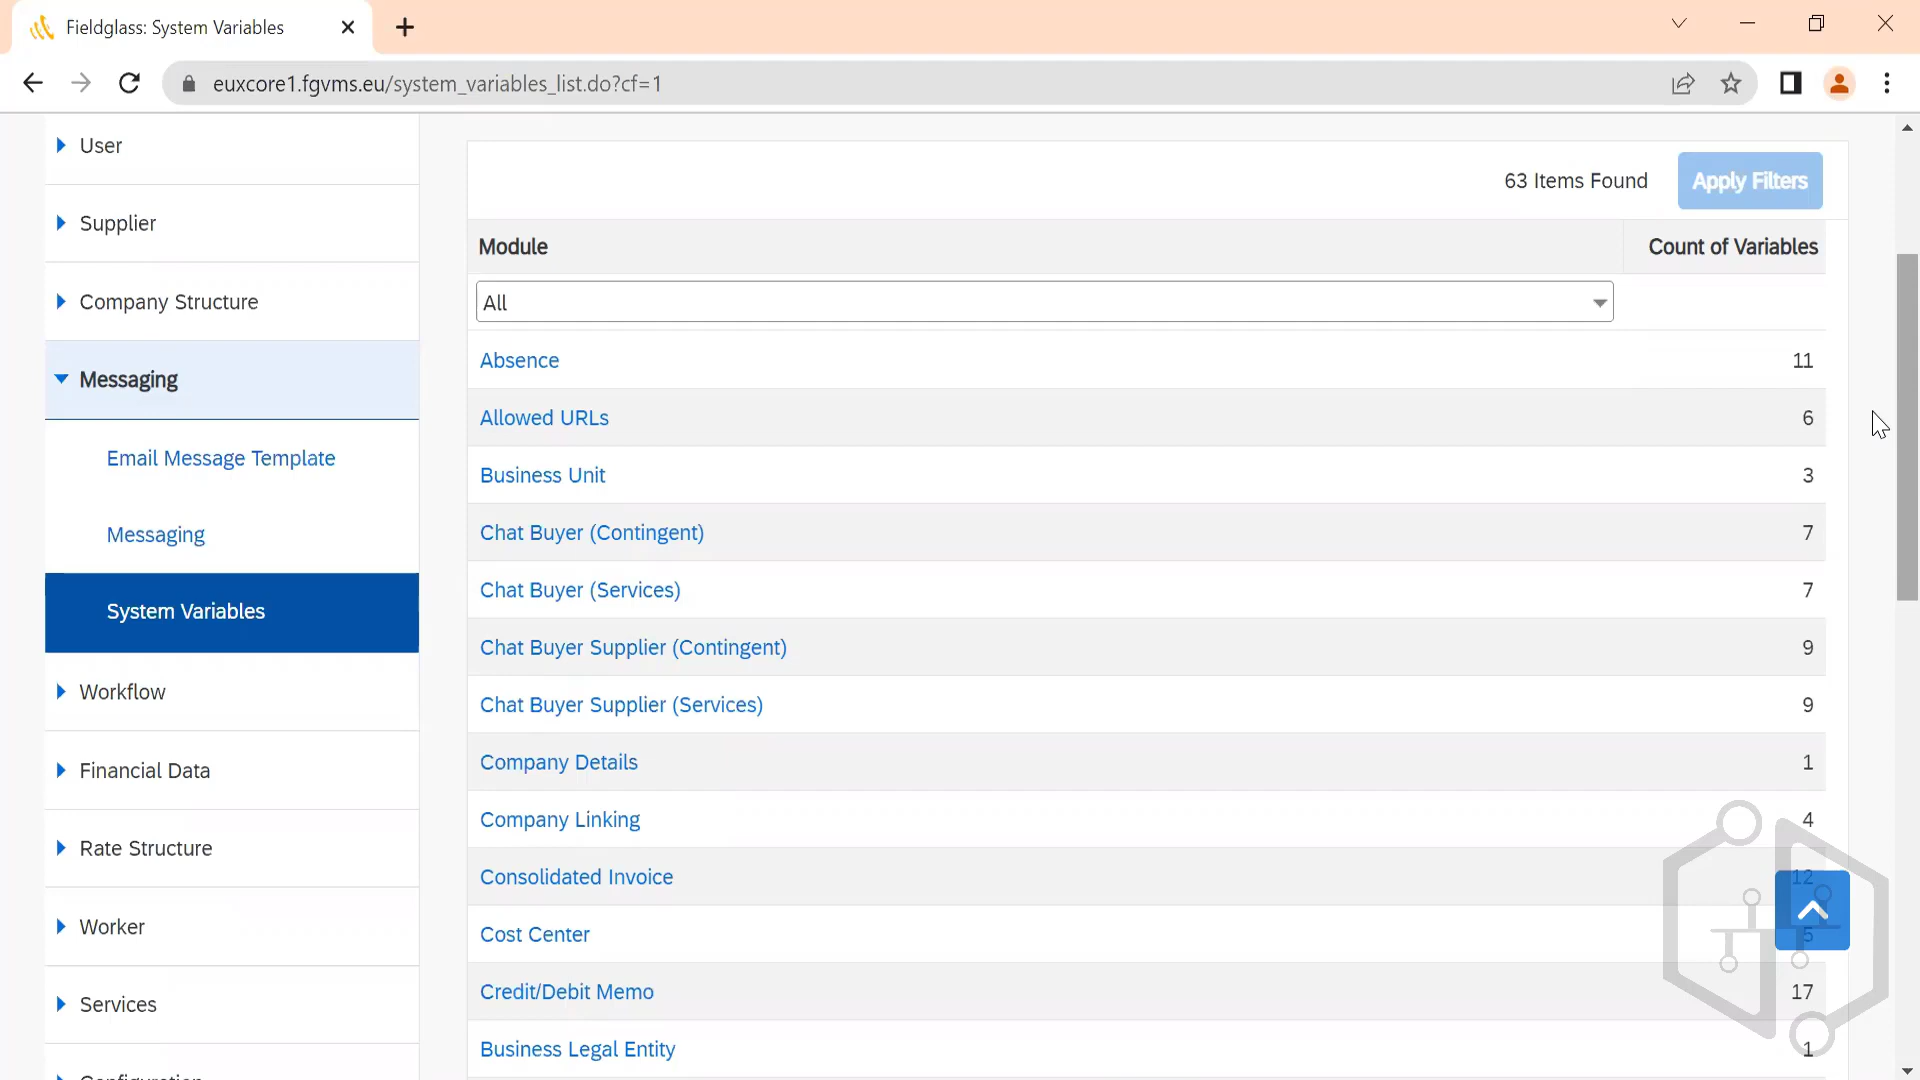 Fieldglass: System Variables
euxcore1.fgvms.eu/system_variables_list.do?cf=1
User
Supplier
Company Structure
Messaging
Email Message Template
Messaging
System Variables
Workflow
Financial Data
Rate Structure
Worker
Services
Configuration
63 Items Found
Apply Filters
Module Count of Variables
All
Absence 11
Allowed URLs 6
Business Unit 3
Chat Buyer (Contingent) 7
Chat Buyer (Services) 7
Chat Buyer Supplier (Contingent) 9
Chat Buyer Supplier (Services) 9
Company Details 1
Company Linking 4
Consolidated Invoice 12
Cost Center 5
Credit/Debit Memo 17
Business Legal Entity 1